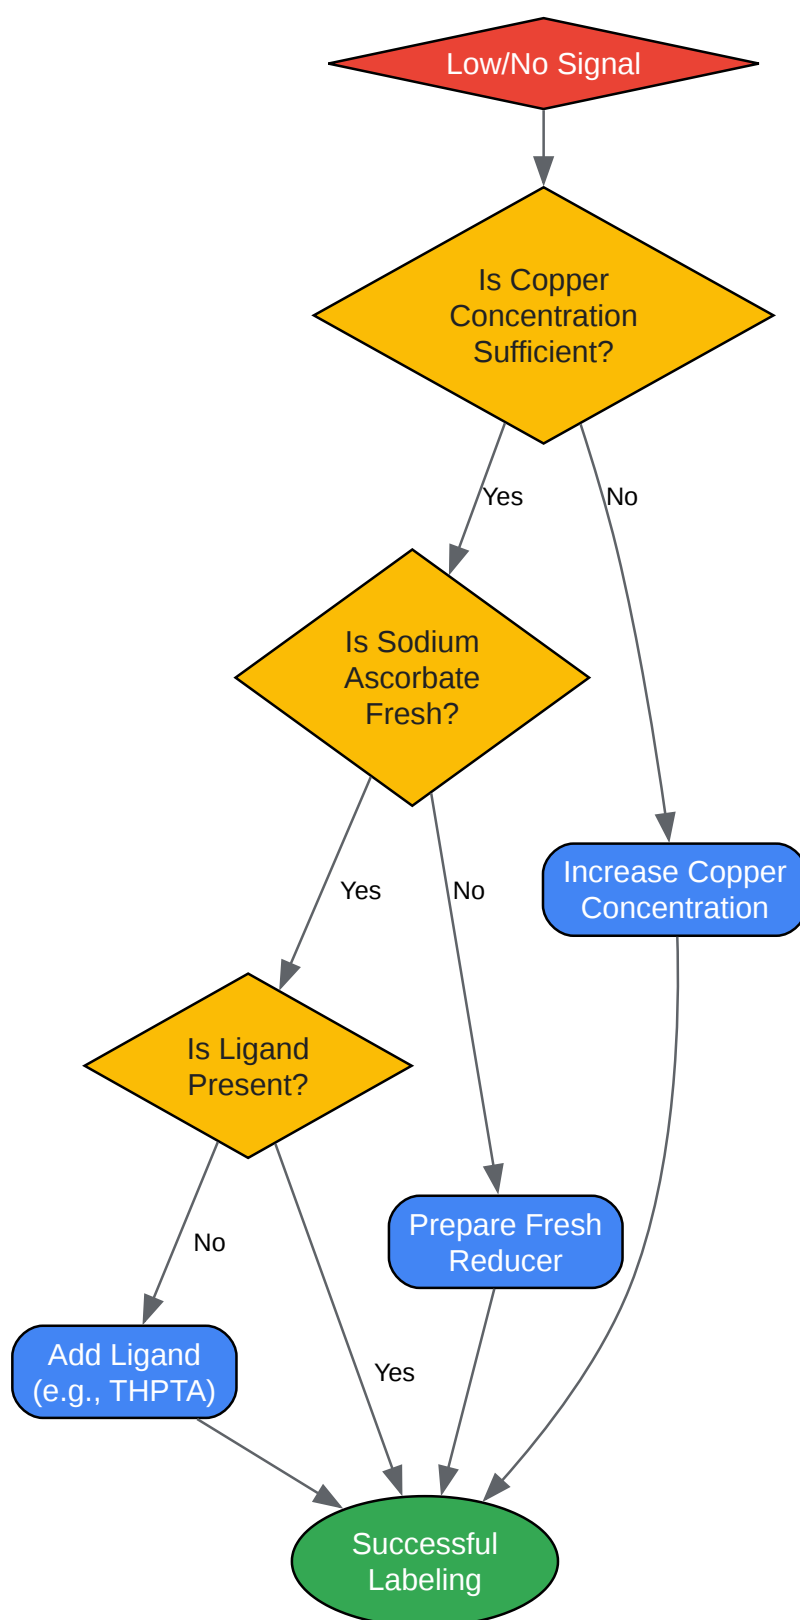 Low/No Signal
Is Copper
Concentration
Sufficient?
Yes
No
Is Sodium
Ascorbate
Fresh?
Increase Copper
Concentration
Yes
No
Is Ligand
Present?
Prepare Fresh
Reducer
No
Add Ligand
(e.g., THPTA)
Yes
Successful
Labeling